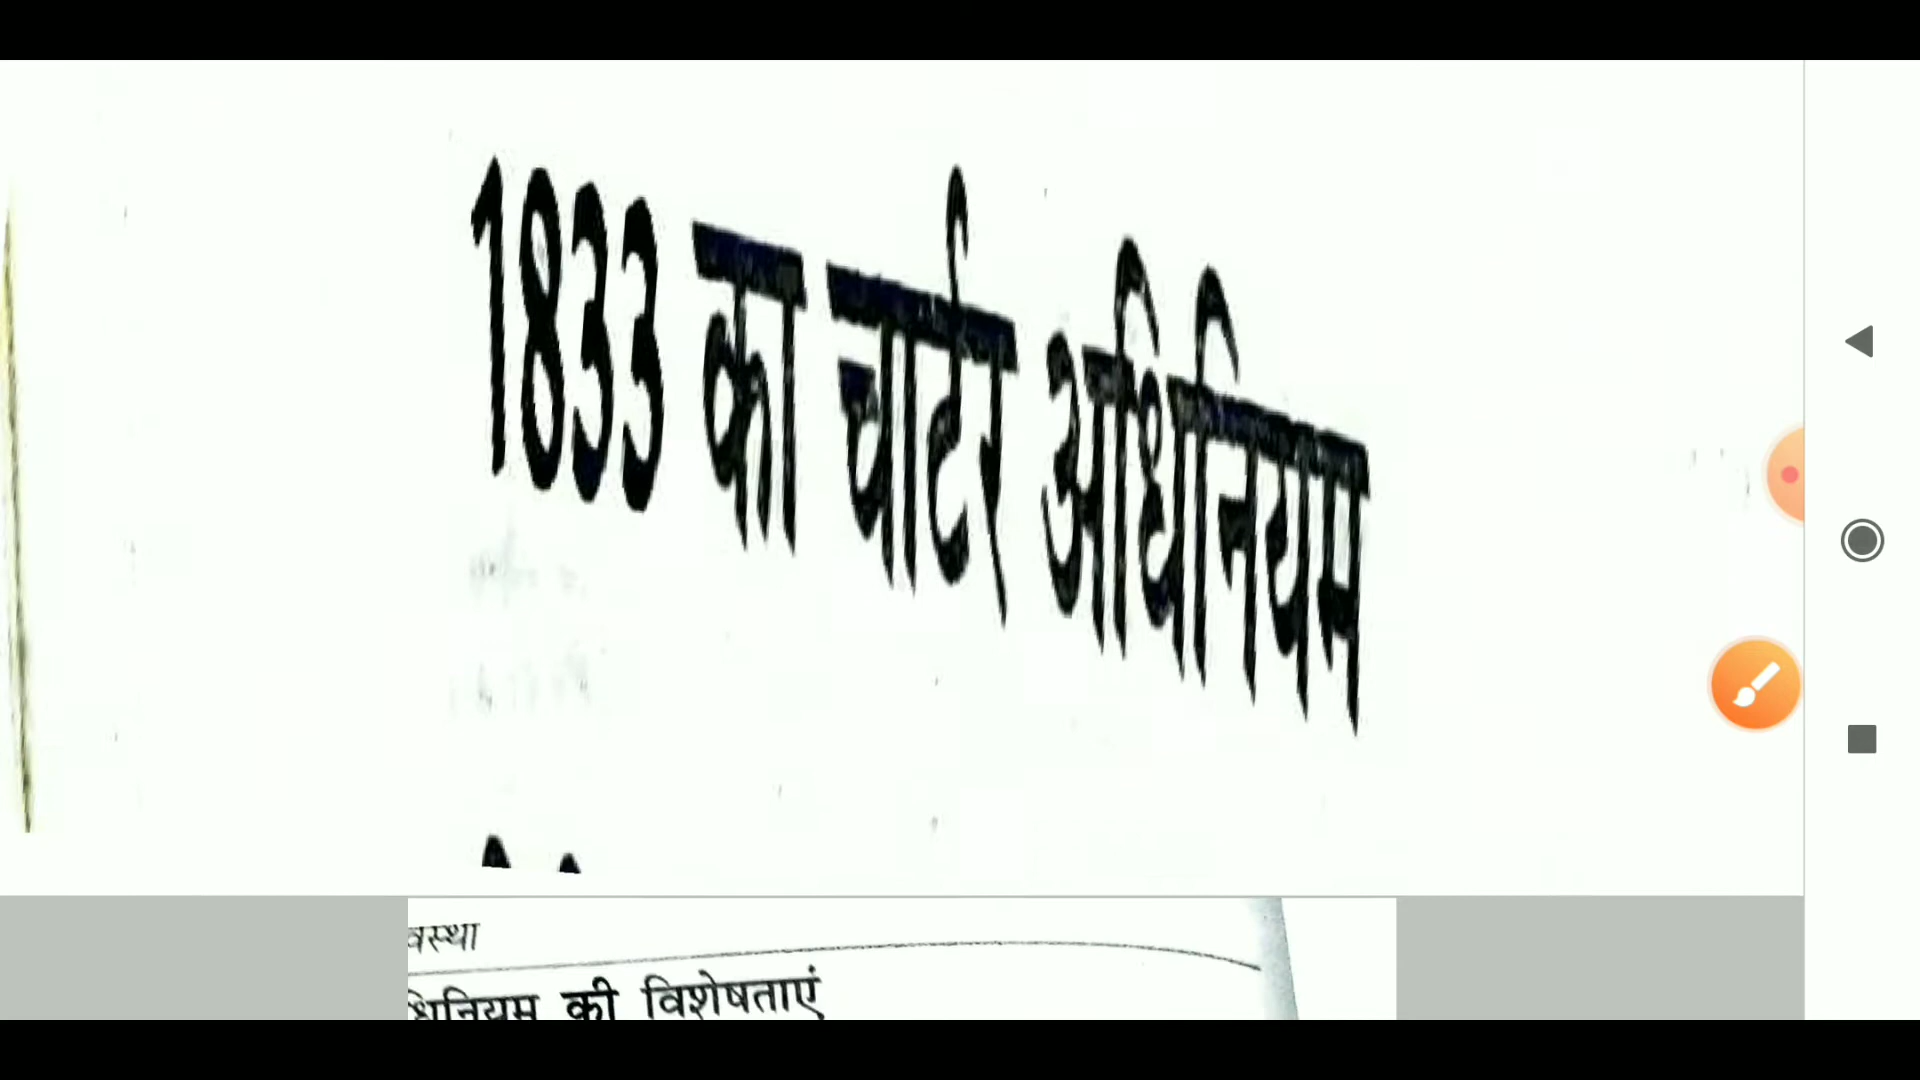 1833 का चार्टर अधिनियम
वस्था
धिनियम की विशेषताएं